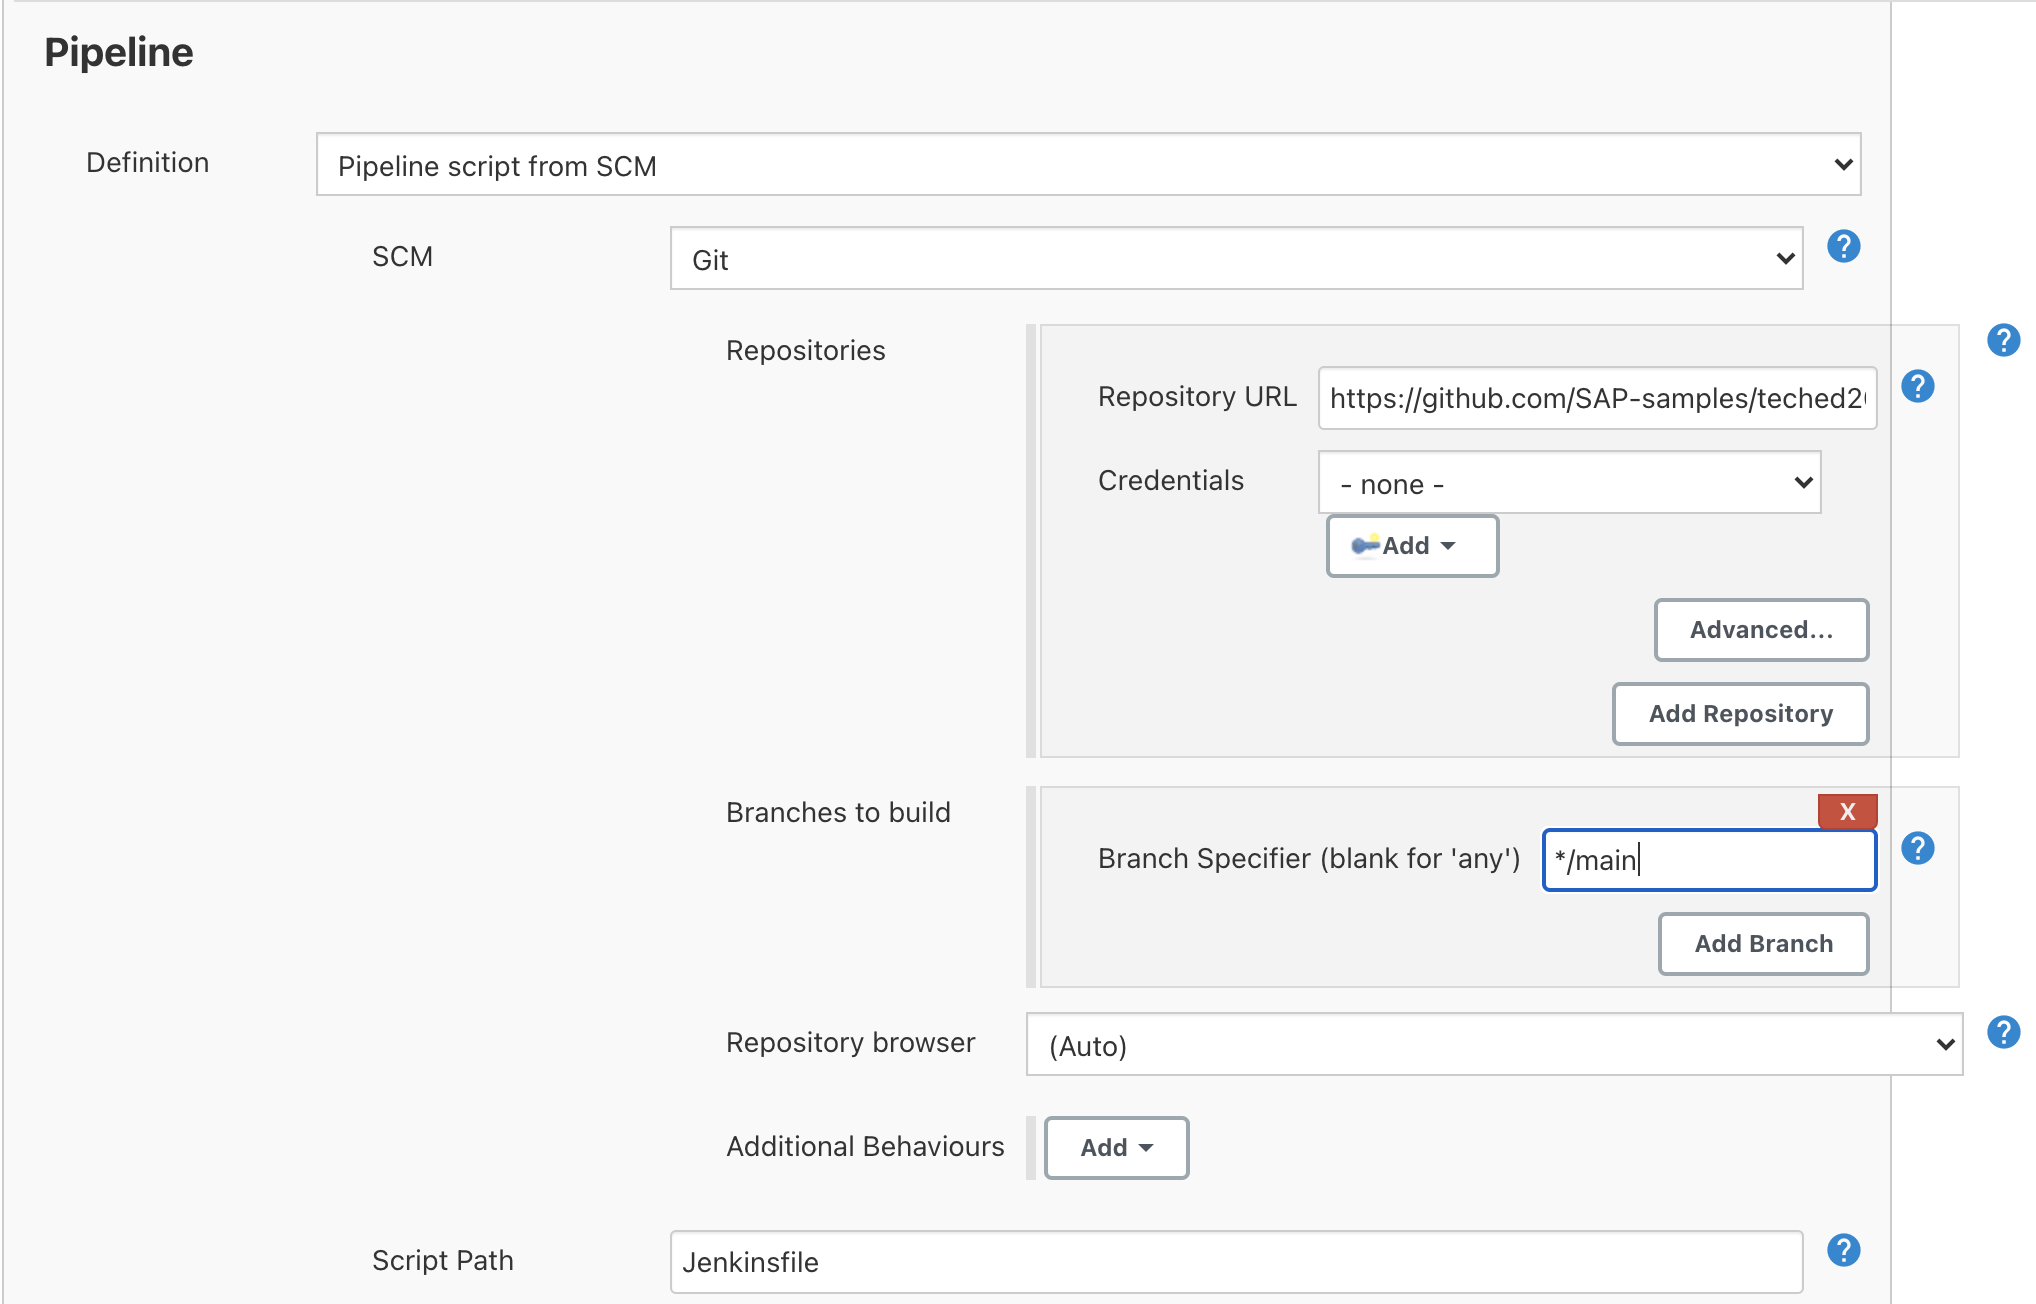 Pipeline
Definition
Pipeline script from SCM
SCM
Git
?
Repositories
?
Repository URL
https://github.com/SAP-samples/teched2
?
Credentials
- none -
Add
Advanced...
Add Repository
Branches to build
X
Branch Specifier (blank for 'any')
*/main
?
Add Branch
Repository browser
(Auto)
?
Additional Behaviours
Add
Script Path
Jenkinsfile
?